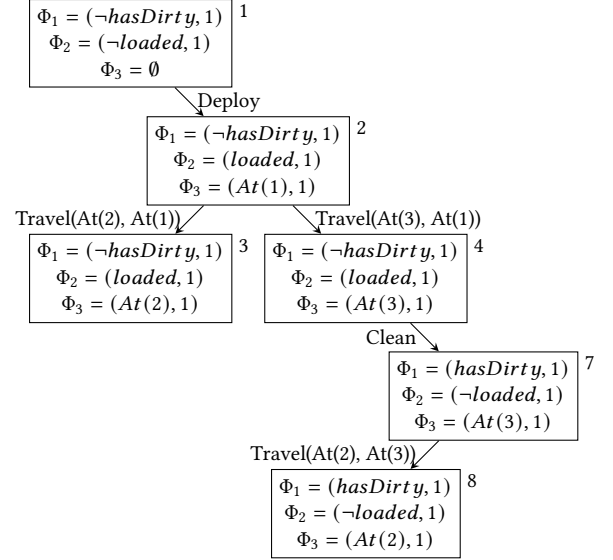 Φ₁ = (¬hasDirty, 1)
1
Φ₂ = (¬loaded, 1)
Φ₃ = ∅
Deploy
Φ₁ = (¬hasDirty, 1)
2
Φ₂ = (loaded, 1)
Φ₃ = (At(1), 1)
Travel(At(2), At(1))
Travel(At(3), At(1))
Φ₁ = (¬hasDirty, 1)
3
Φ₂ = (loaded, 1)
Φ₃ = (At(2), 1)
Φ₁ = (¬hasDirty, 1)
4
Φ₂ = (loaded, 1)
Φ₃ = (At(3), 1)
Clean
Φ₁ = (hasDirty, 1)
7
Φ₂ = (¬loaded, 1)
Φ₃ = (At(3), 1)
Travel(At(2), At(3))
Φ₁ = (hasDirty, 1)
8
Φ₂ = (¬loaded, 1)
Φ₃ = (At(2), 1)